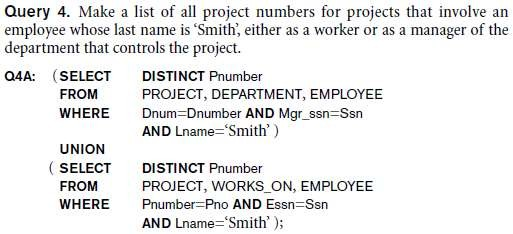 Query 4. Make a list of all project numbers for projects that involve an
employee whose last name is ‘Smith’, either as a worker or as a manager of the
department that controls the project.
Q4A: (SELECT DISTINCT Pnumber
FROM PROJECT, DEPARTMENT, EMPLOYEE
WHERE Dnum=Dnumber AND Mgr_ssn=Ssn
AND Lname=‘Smith’ )
UNION
( SELECT DISTINCT Pnumber
FROM PROJECT, WORKS_ON, EMPLOYEE
WHERE Pnumber=Pno AND Essn=Ssn
AND Lname=‘Smith’ );